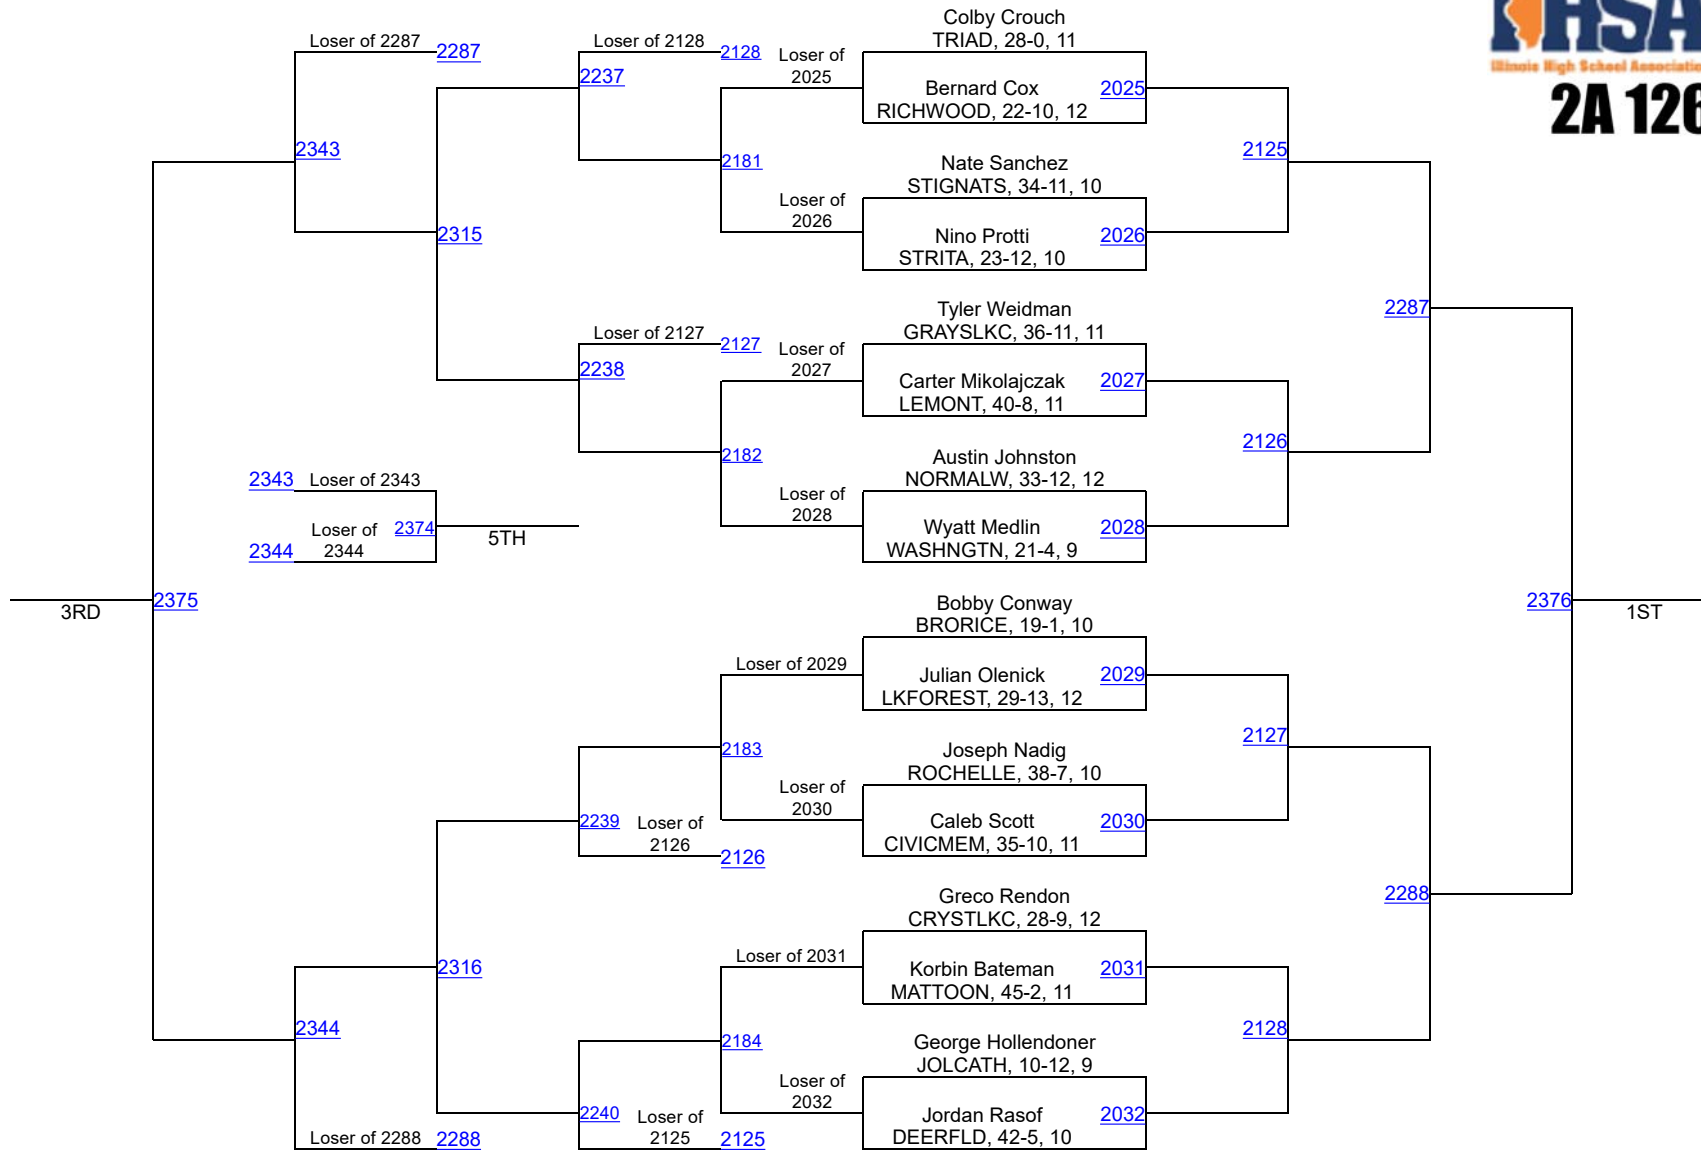 IHSA
Illinois High School Associatio
2A 126
Colby Crouch
TRIAD, 28-0, 11
Loser of 2287
2287
Loser of 2128
2128
Loser of
2025
2237
Bernard Cox
2025
RICHWOOD, 22-10, 12
2343
2181
Nate Sanchez
2125
STIGNATS, 34-11, 10
Loser of
2026
2315
Nino Protti
2026
STRITA, 23-12, 10
Tyler Weidman
2287
GRAYSLKC, 36-11, 11
Loser of 2127
2127
Loser of
2027
2238
Carter Mikolajczak
2027
LEMONT, 40-8, 11
2126
2182
Austin Johnston
NORMALW, 33-12, 12
2343
Loser of 2343
Loser of
2028
Loser of
2344
2374
5TH
2344
Wyatt Medlin
2028
WASHNGTN, 21-4, 9
3RD
2375
Bobby Conway
BRORICE, 19-1, 10
2376
1ST
Loser of 2029
Julian Olenick
2029
LKFOREST, 29-13, 12
2183
Joseph Nadig
2127
ROCHELLE, 38-7, 10
Loser of
2030
2239
Loser of
2126
2126
Caleb Scott
2030
CIVICMEM, 35-10, 11
Greco Rendon
2288
CRYSTLKC, 28-9, 12
2316
Loser of 2031
Korbin Bateman
2031
MATTOON, 45-2, 11
2344
2184
George Hollendoner
2128
JOLCATH, 10-12, 9
Loser of
2032
2240
Loser of
2125
2125
Jordan Rasof
2032
DEERFLD, 42-5, 10
Loser of 2288
2288